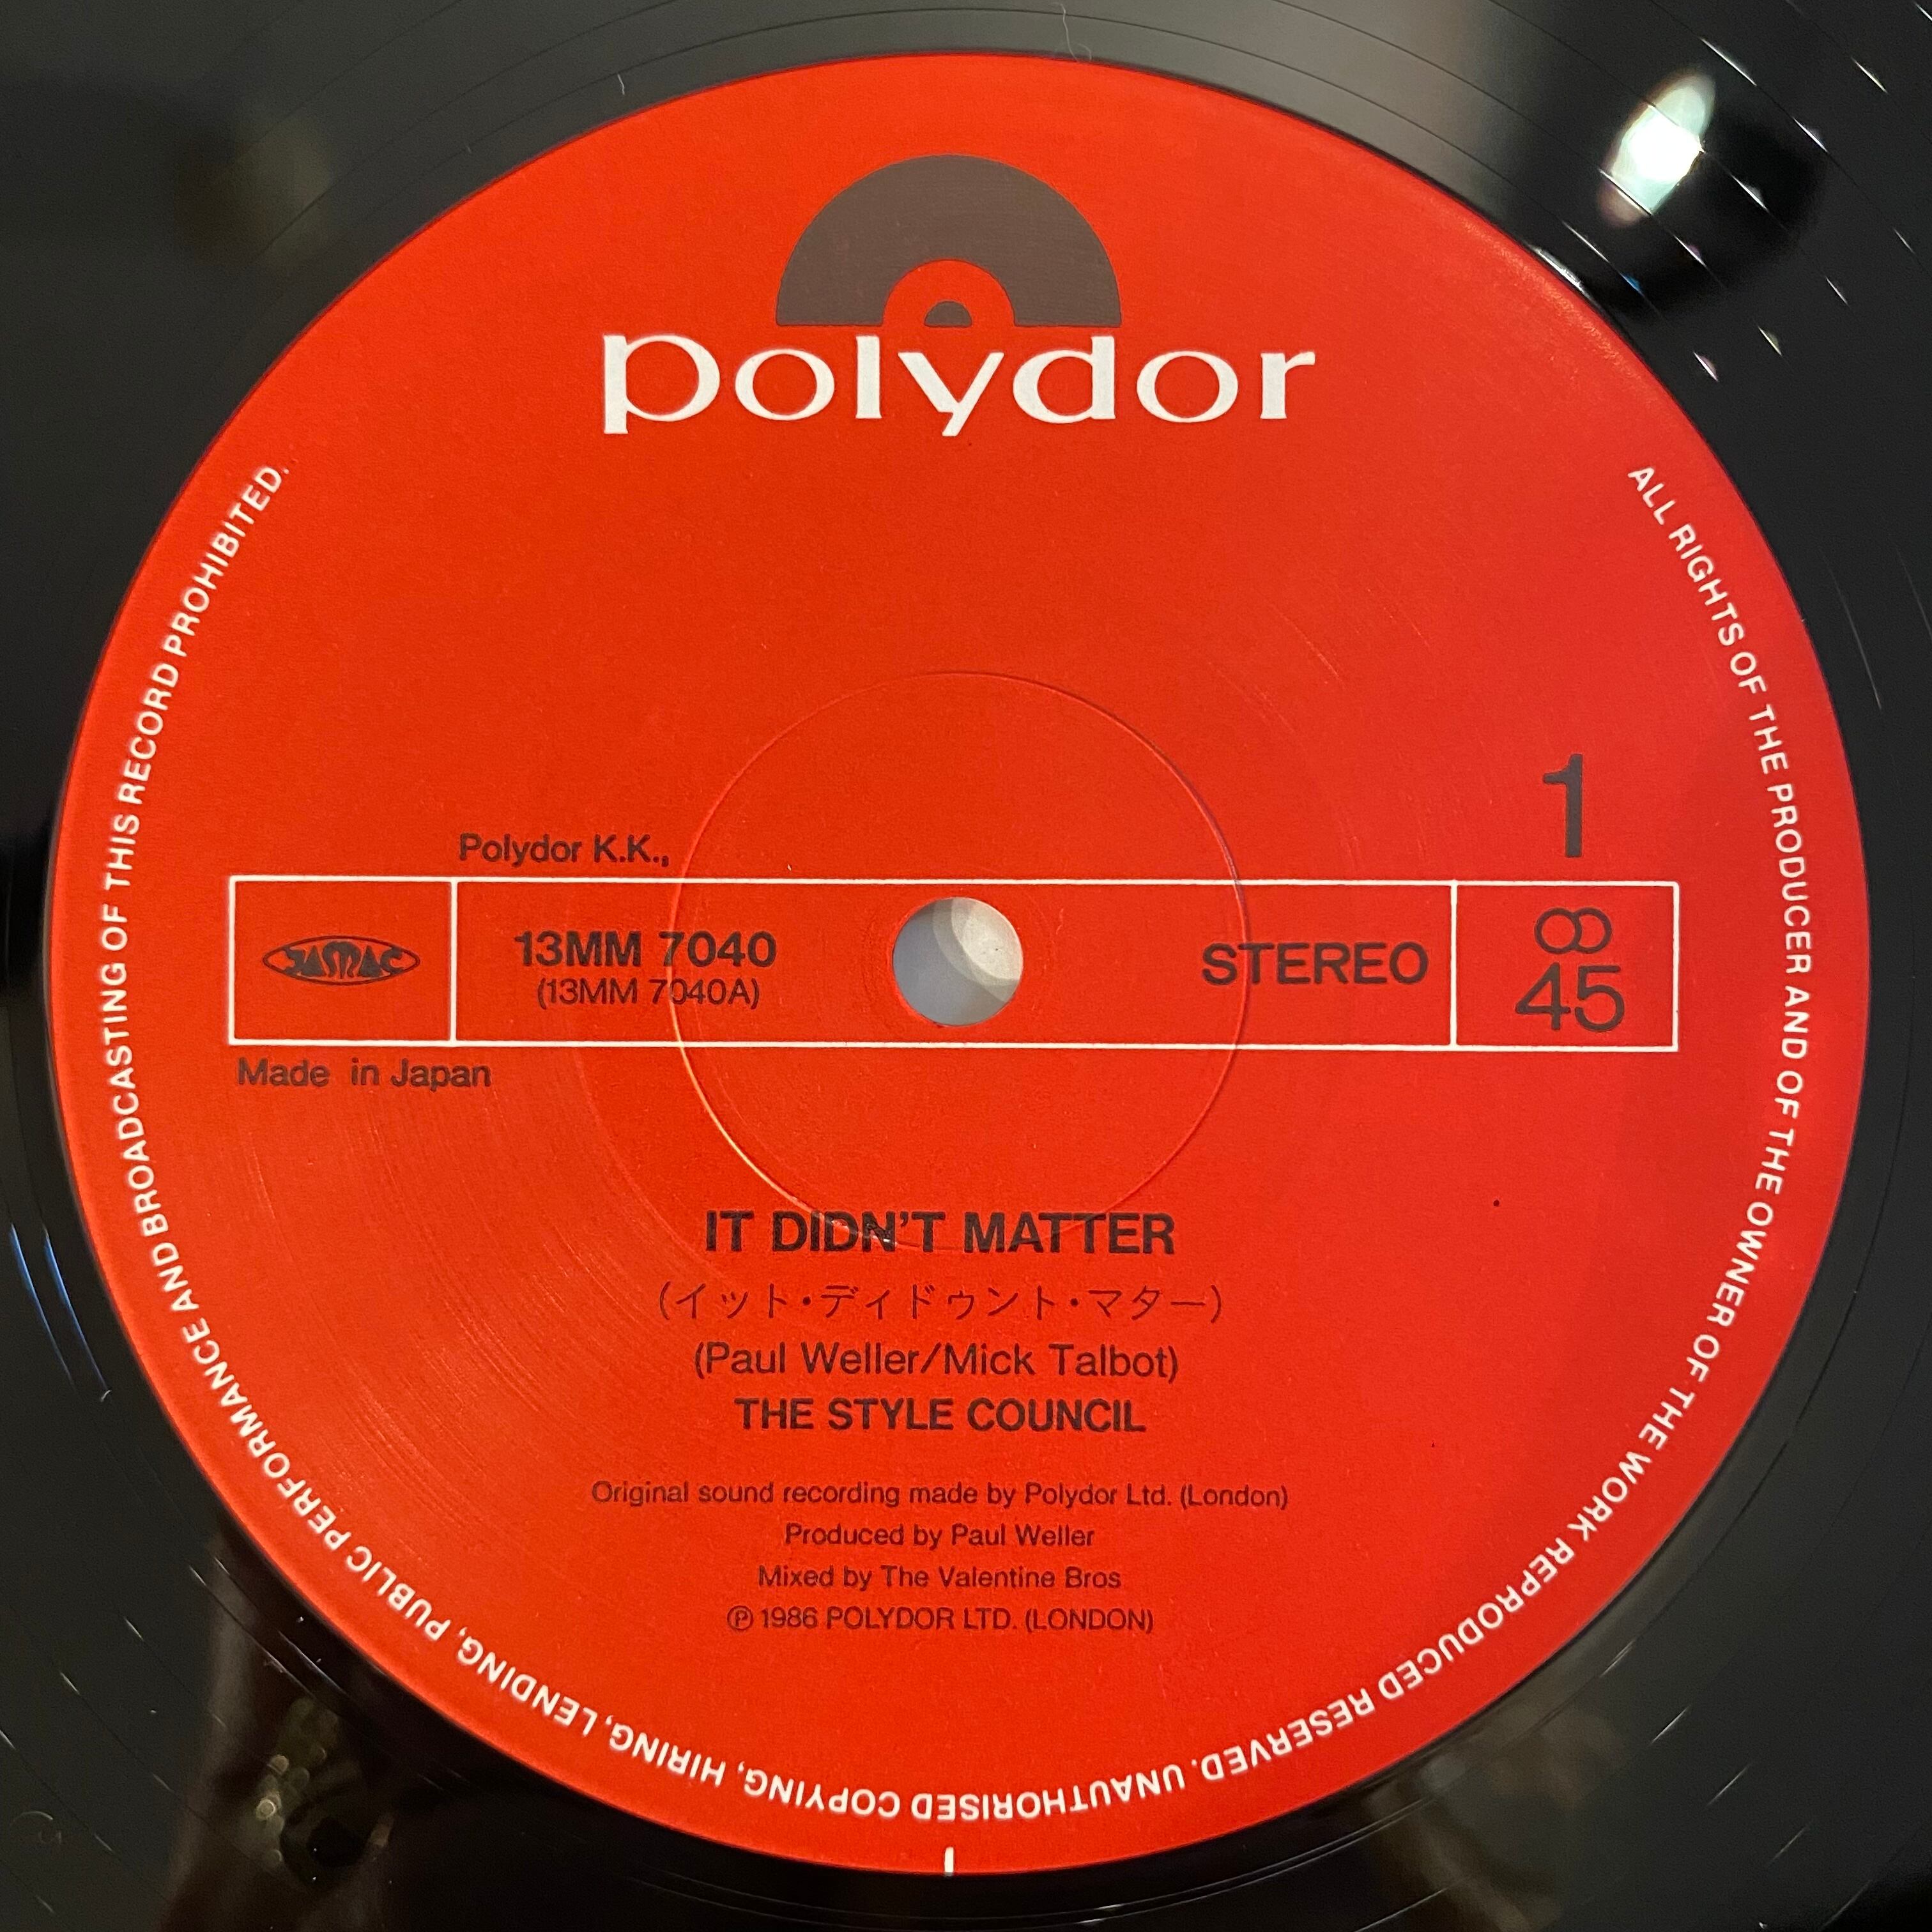 polydor
ALL RIGHTS OF THE PRODUCER AND OF THE OWNER OF THE WORK REPRODUCED RESERVED. UNAUTHORISED COPYING, HIRING, LENDING, PUBLIC PERFORMANCE AND BROADCASTING OF THIS RECORD PROHIBITED.
1
Polydor K.K.,
JASRAC
13MM 7040
(13MM 7040A)
STEREO
∞
45
Made in Japan
IT DIDN'T MATTER
(イット・ディドゥント・マター)
(Paul Weller/Mick Talbot)
THE STYLE COUNCIL
Original sound recording made by Polydor Ltd. (London)
Produced by Paul Weller
Mixed by The Valentine Bros
℗ 1986 POLYDOR LTD. (LONDON)